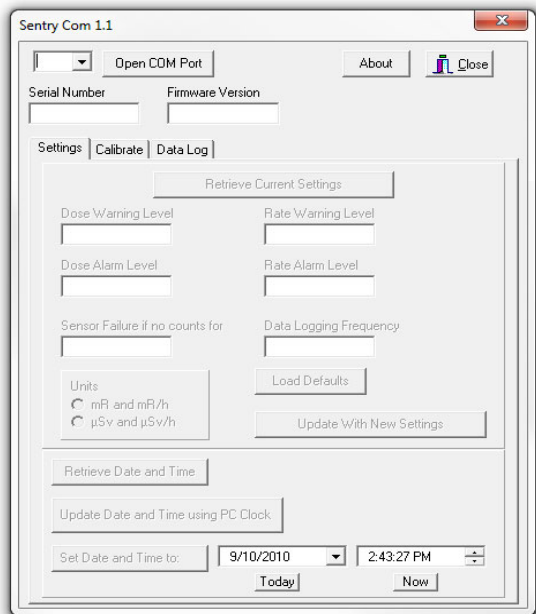 Sentry Com 1.1
Open COM Port About Close
Serial Number Firmware Version
Settings Calibrate Data Log
Retrieve Current Settings
Dose Warning Level Rate Warning Level
Dose Alarm Level Rate Alarm Level
Sensor Failure if no counts for Data Logging Frequency
Units Load Defaults
mR and mR/h
µSv and µSv/h Update With New Settings
Retrieve Date and Time
Update Date and Time using PC Clock
Set Date and Time to: 9/10/2010 2:43:27 PM
Today Now